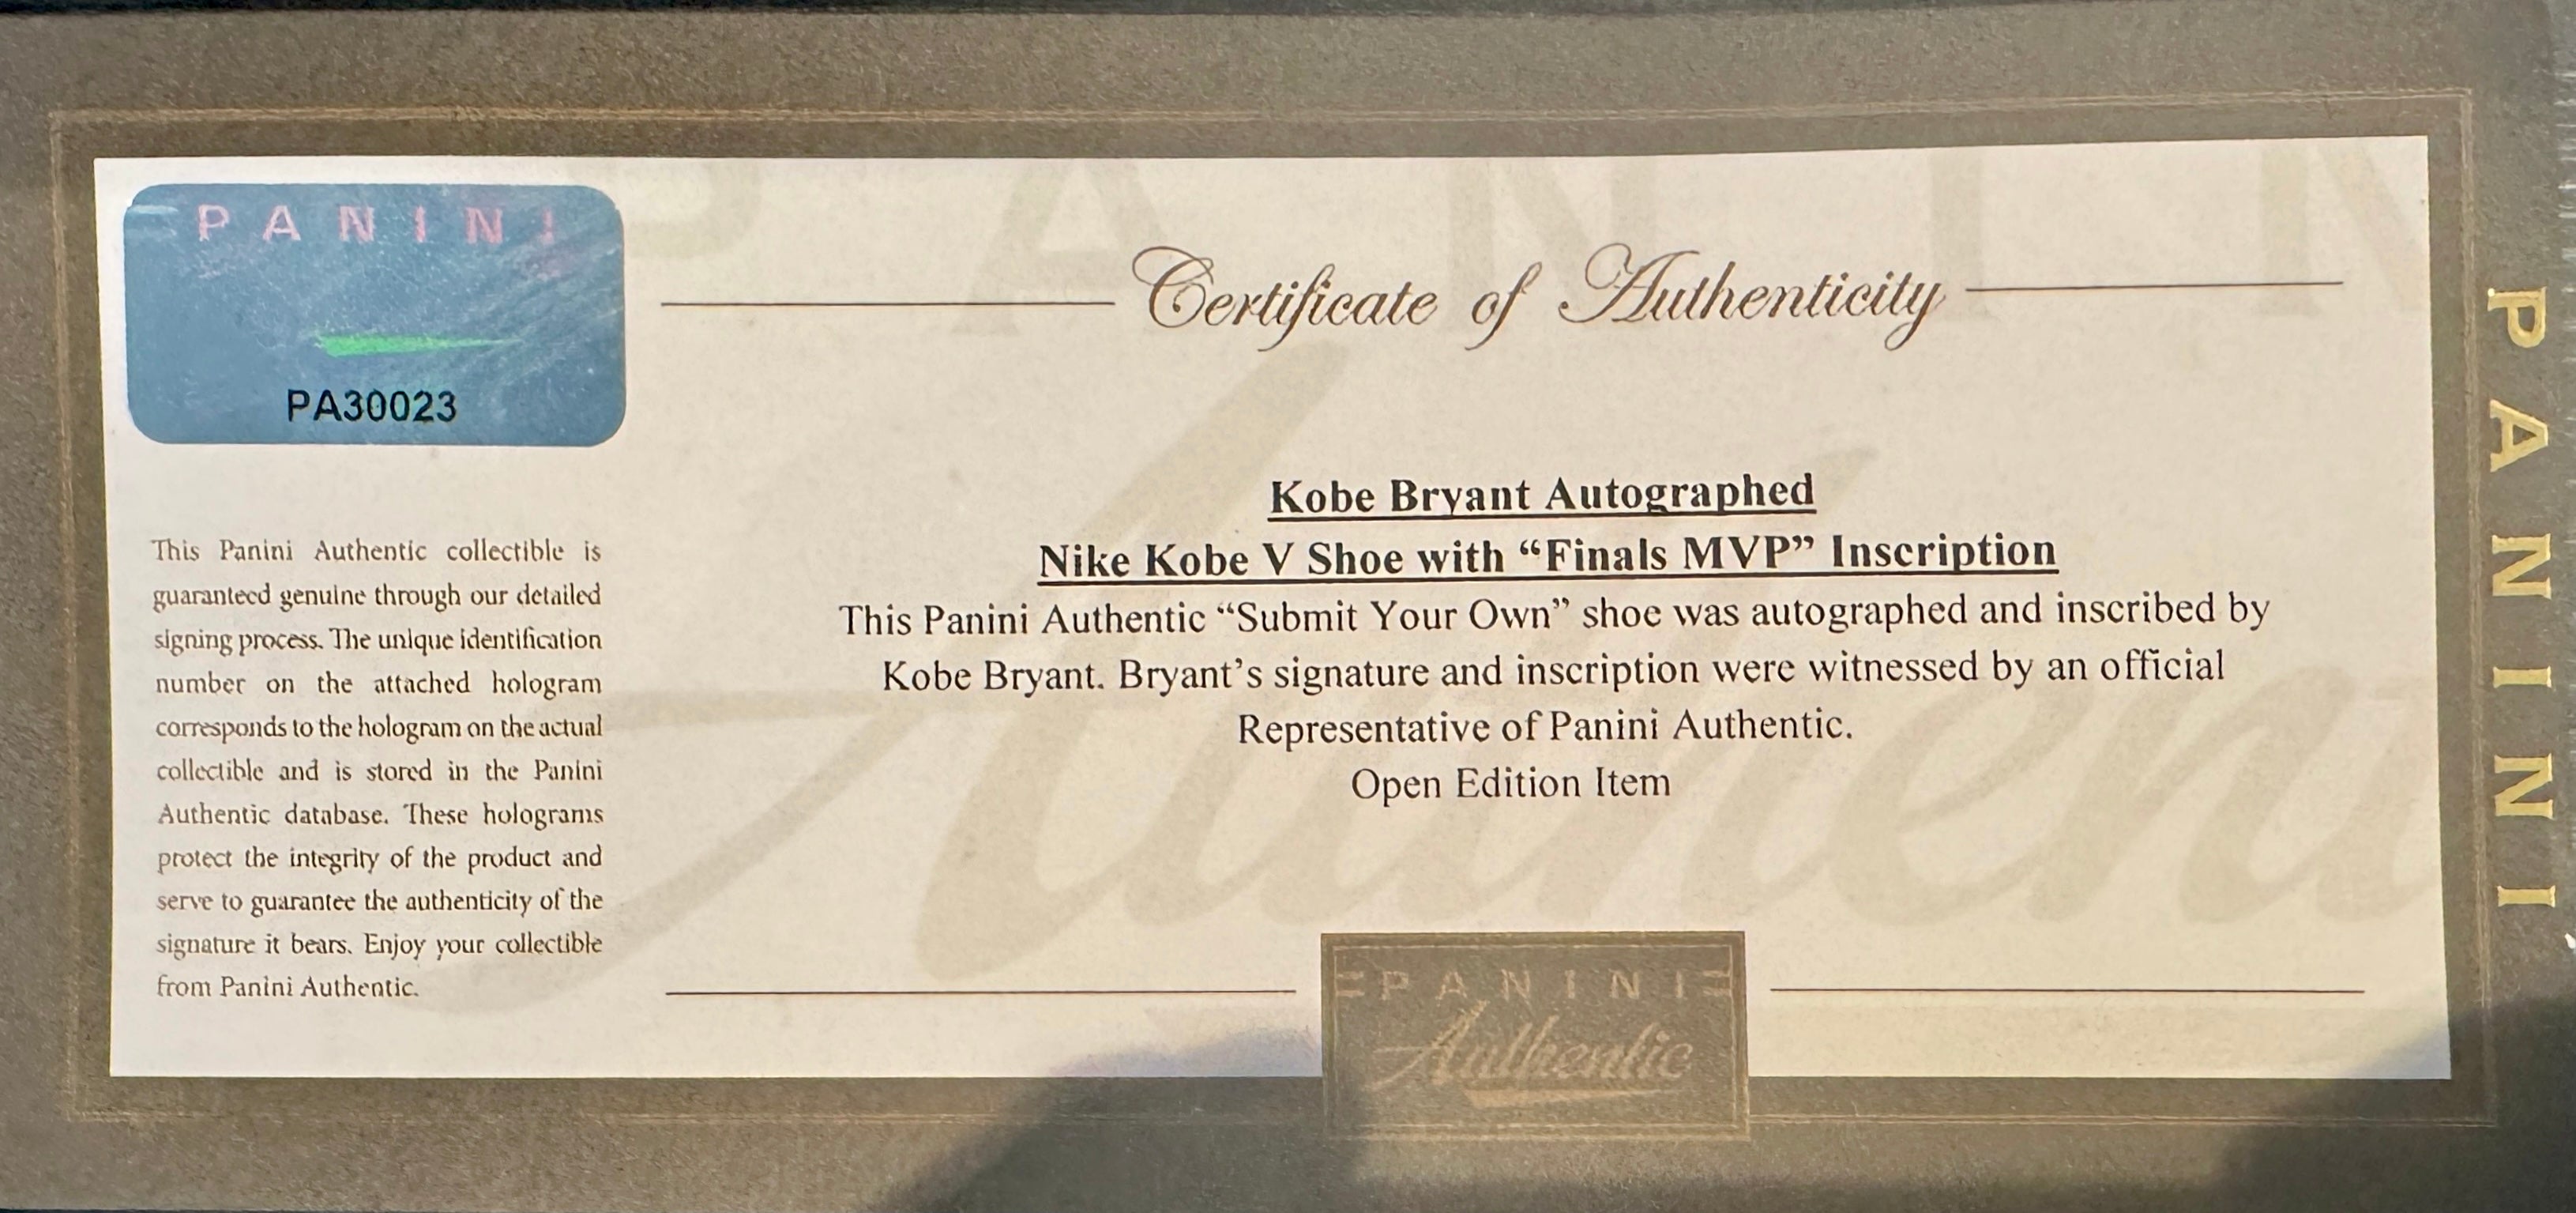 PANINI
PA30023
This Panini Authentic collectible is
guaranteed genuine through our detailed
signing process. The unique identification
number on the attached hologram
corresponds to the hologram on the actual
collectible and is stored in the Panini
Authentic database. These holograms
protect the integrity of the product and
serve to guarantee the authenticity of the
signature it bears. Enjoy your collectible
from Panini Authentic.
PANIN
Authent
Certificate of Authenticity
Kobe Bryant Autographed
Nike Kobe V Shoe with “Finals MVP” Inscription
This Panini Authentic “Submit Your Own” shoe was autographed and inscribed by
Kobe Bryant. Bryant’s signature and inscription were witnessed by an official
Representative of Panini Authentic.
Open Edition Item
PANINI
Authentic
PANINI